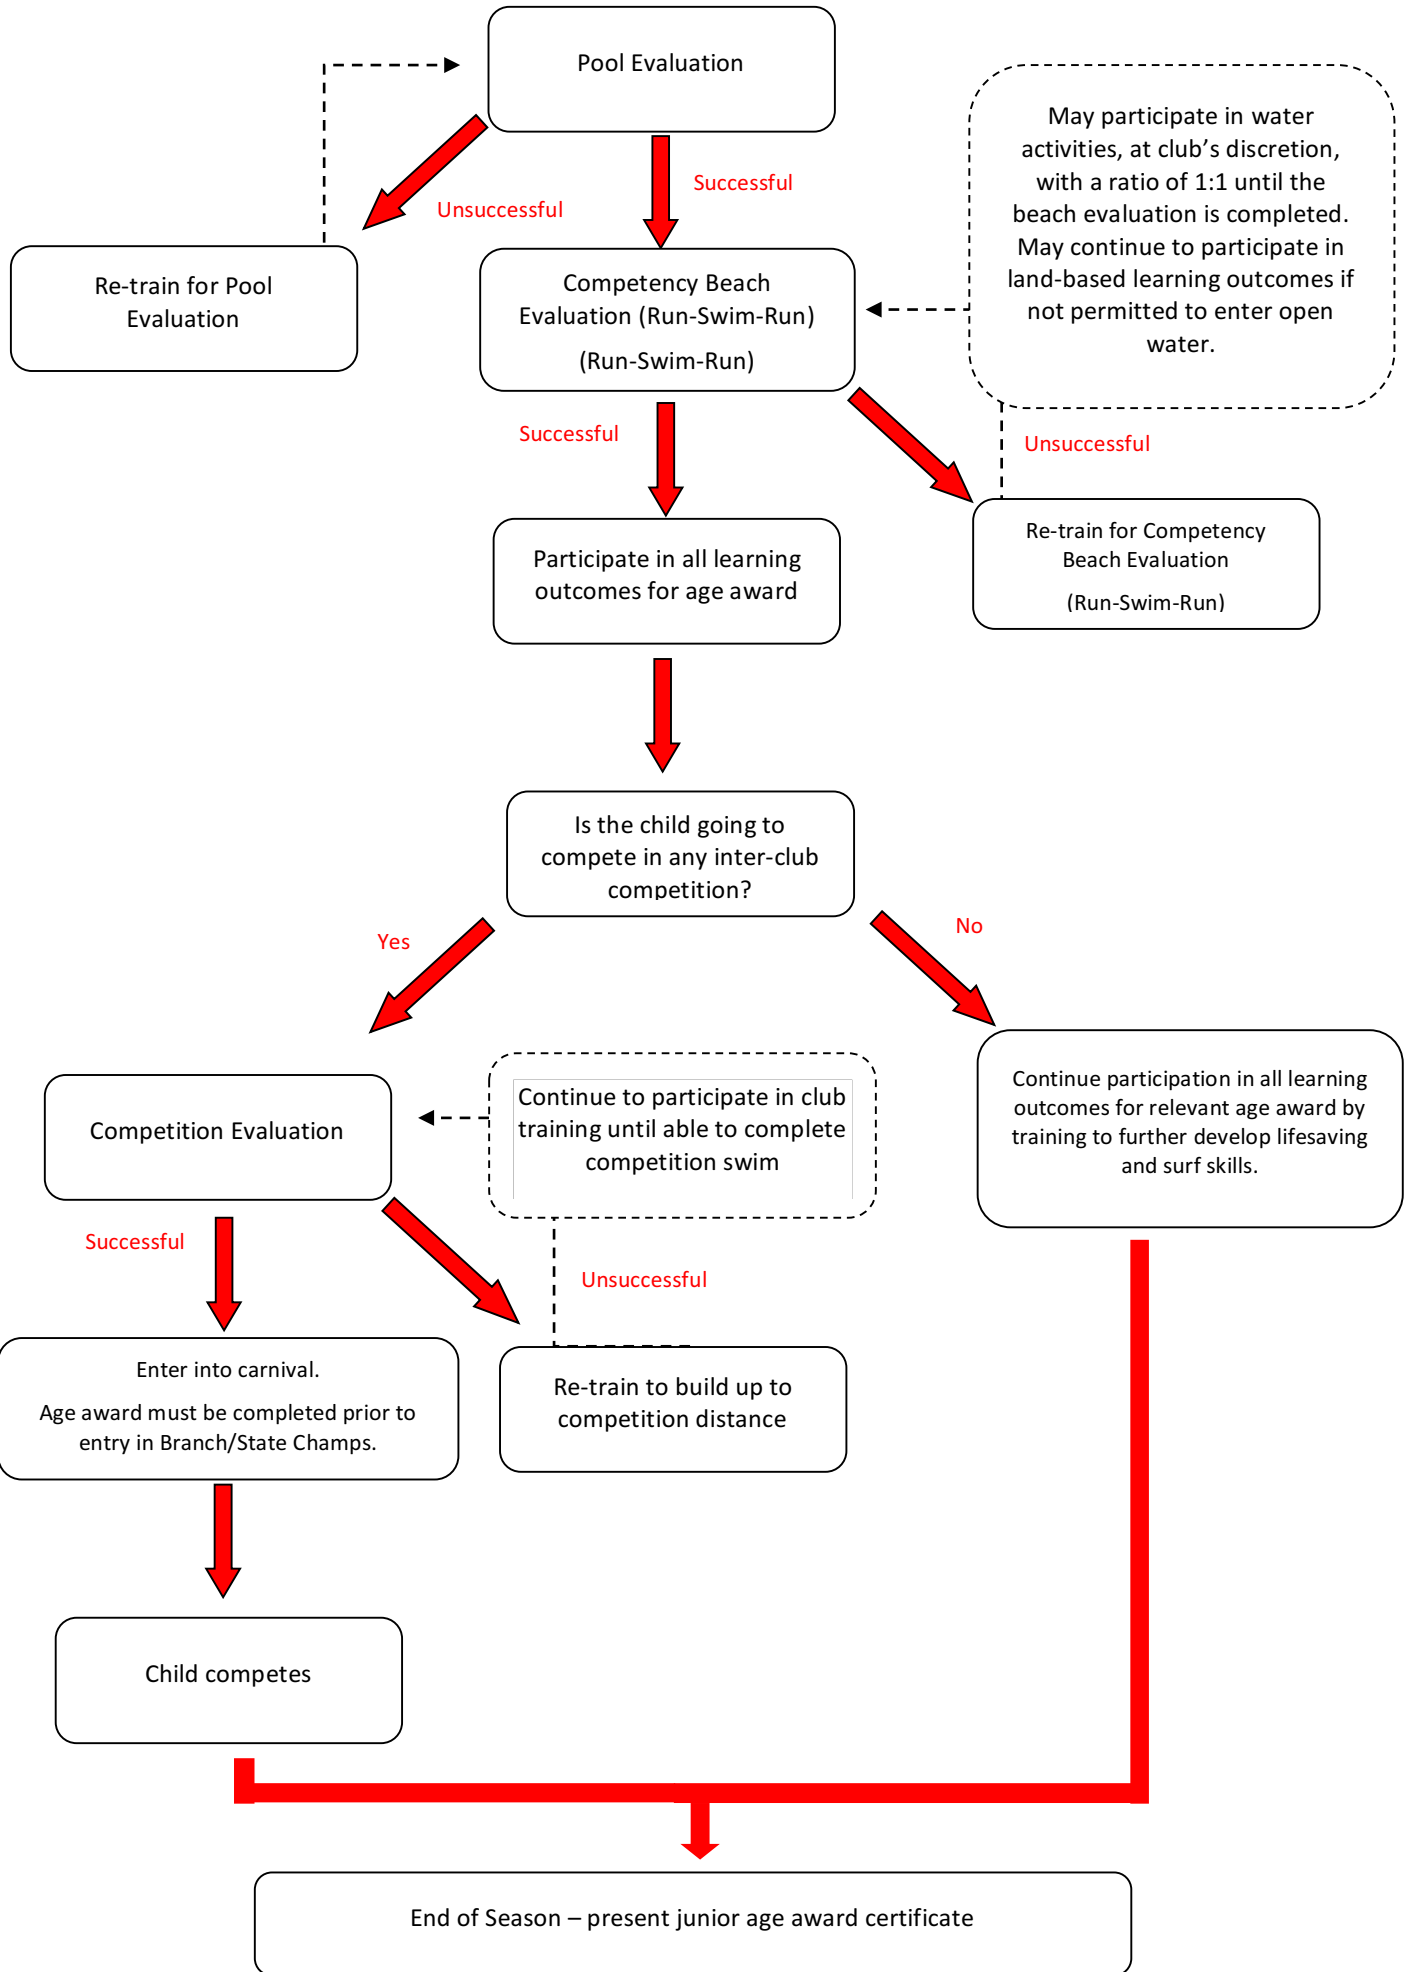 Pool Evaluation
May participate in water
activities, at club’s discretion,
with a ratio of 1:1 until the
beach evaluation is completed.
May continue to participate in
land-based learning outcomes if
not permitted to enter open
water.
Successful
Unsuccessful
Re-train for Pool
Evaluation
Competency Beach
Evaluation (Run-Swim-Run)
(Run-Swim-Run)
Successful
Unsuccessful
Re-train for Competency
Beach Evaluation
(Run-Swim-Run)
Participate in all learning
outcomes for age award
Is the child going to
compete in any inter-club
competition?
Yes
No
Competition Evaluation
Continue to participate in club
training until able to complete
competition swim
Continue participation in all learning
outcomes for relevant age award by
training to further develop lifesaving
and surf skills.
Successful
Unsuccessful
Enter into carnival.
Age award must be completed prior to
entry in Branch/State Champs.
Re-train to build up to
competition distance
Child competes
End of Season – present junior age award certificate